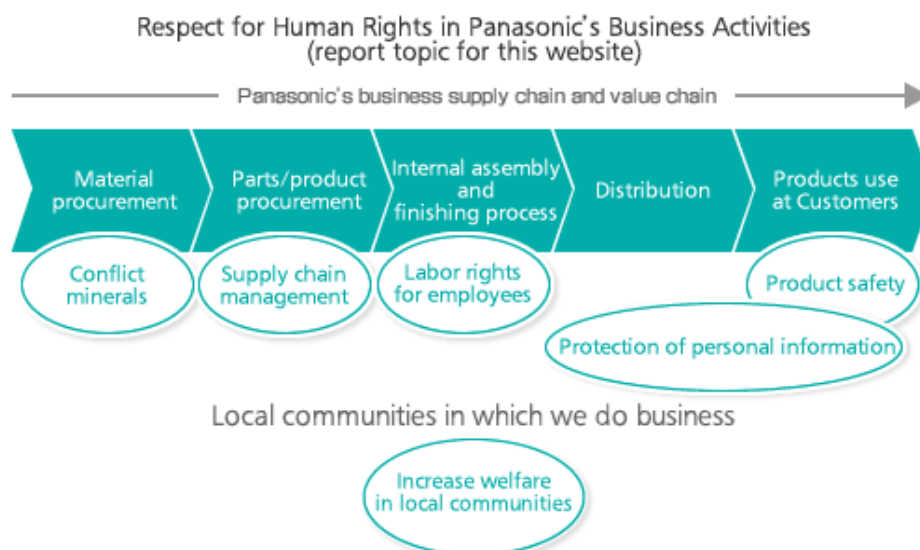 Respect for Human Rights in Panasonic's Business Activities
(report topic for this website)
Panasonic's business supply chain and value chain
Material
procurement
Parts/product
procurement
Internal assembly
and
finishing process
Distribution
Products use
at Customers
Conflict
minerals
Supply chain
management
Labor rights
for employees
Product safety
Protection of personal information
Local communities in which we do business
Increase welfare
in local communities